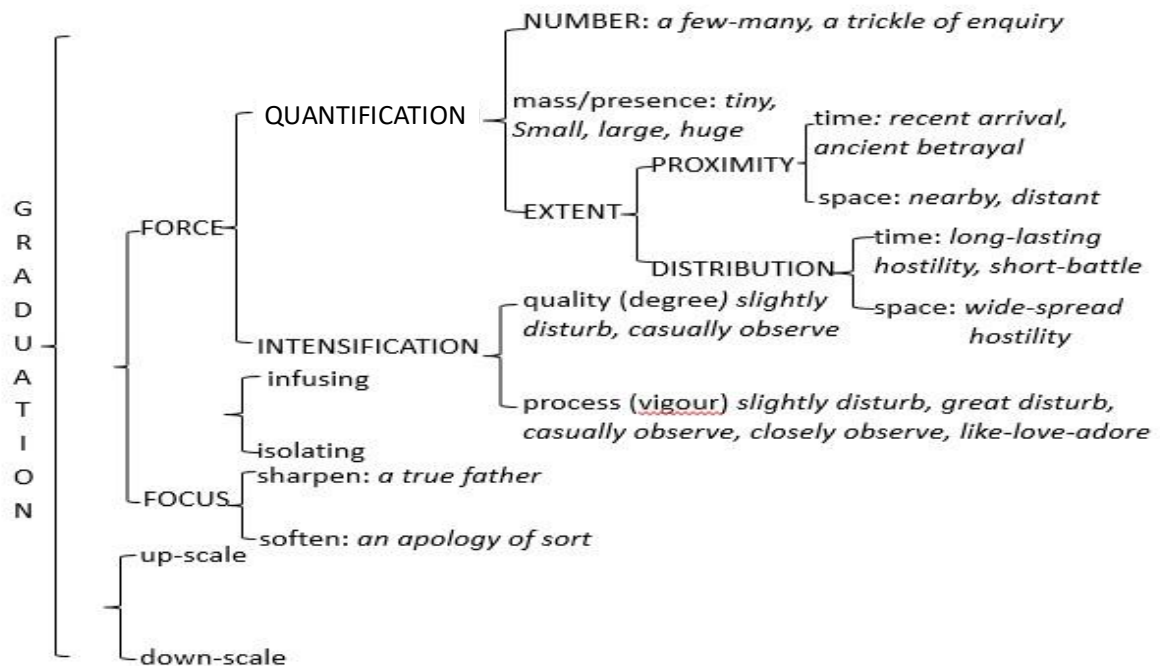 GRADUATION
NUMBER: a few-many, a trickle of enquiry
QUANTIFICATION
mass/presence: tiny,
Small, large, huge
time: recent arrival,
ancient betrayal
PROXIMITY
space: nearby, distant
EXTENT
FORCE
time: long-lasting
hostility, short-battle
DISTRIBUTION
space: wide-spread
hostility
quality (degree) slightly
disturb, casually observe
INTENSIFICATION
process (vigour) slightly disturb, great disturb,
casually observe, closely observe, like-love-adore
infusing
isolating
sharpen: a true father
FOCUS
soften: an apology of sort
up-scale
down-scale